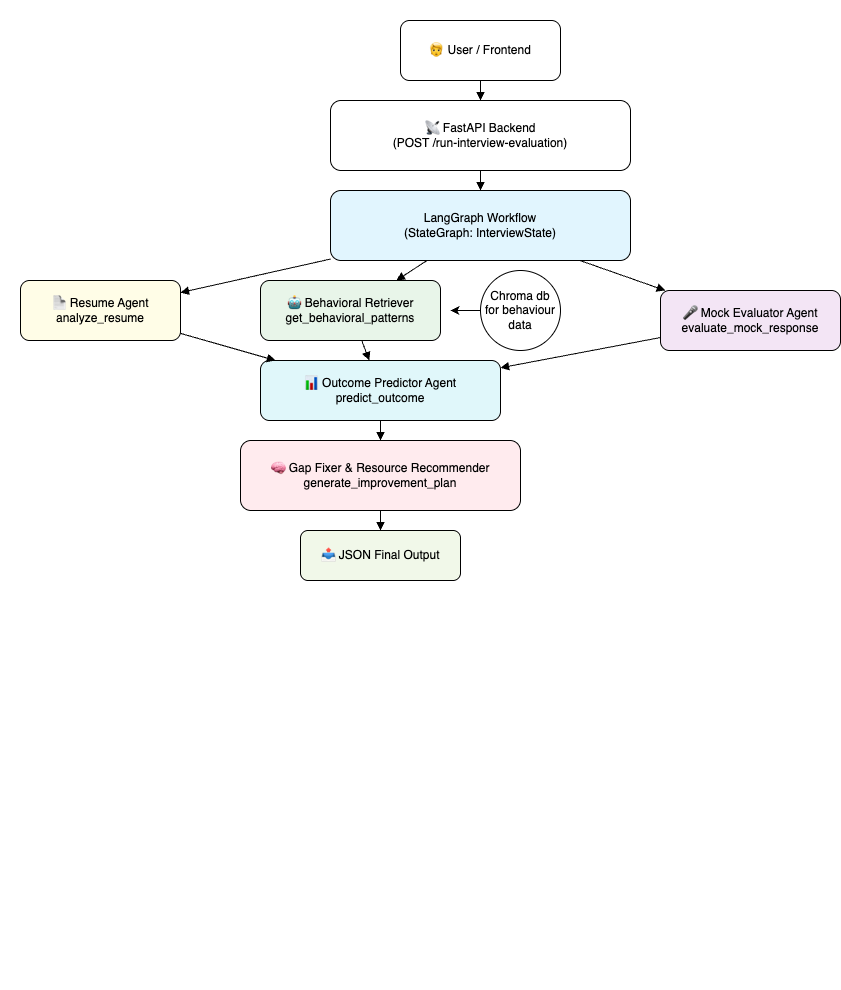 User / Frontend
FastAPI Backend
(POST /run-interview-evaluation)
LangGraph Workflow
(StateGraph: InterviewState)
Resume Agent
analyze_resume
Behavioral Retriever
get_behavioral_patterns
Chroma db
for behaviour
data
Mock Evaluator Agent
evaluate_mock_response
Outcome Predictor Agent
predict_outcome
Gap Fixer & Resource Recommender
generate_improvement_plan
JSON Final Output